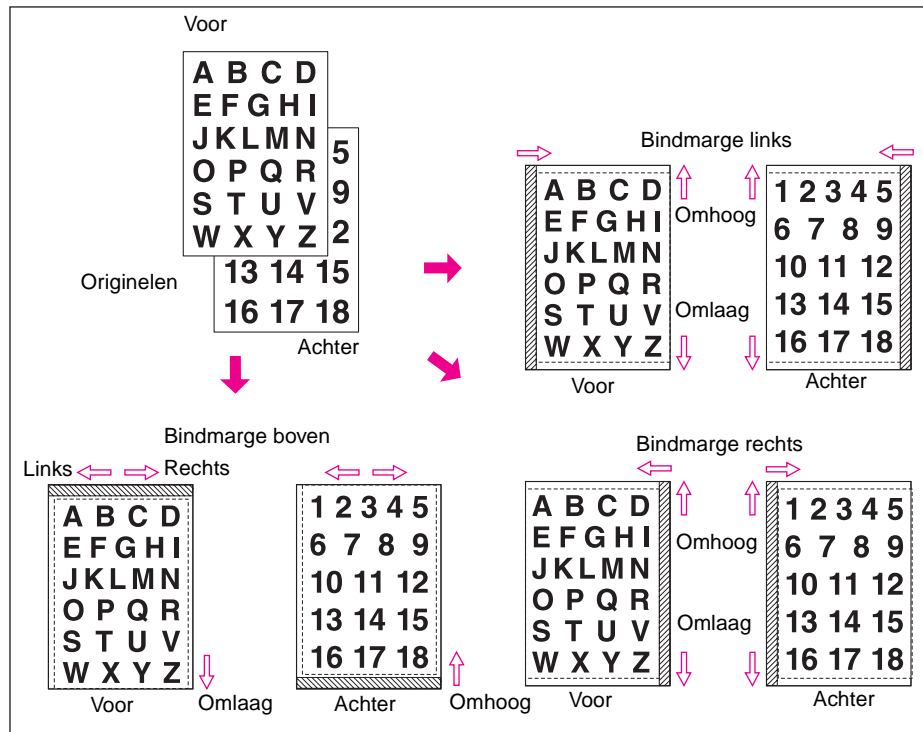 Voor
A B C D
E F G H I
J K L M N
O P Q R
S T U V
W X Y Z
5
9
2
13 14 15
16 17 18
Originelen
Achter
Bindmarge links
A B C D
E F G H I
J K L M N
O P Q R
S T U V
W X Y Z
Voor
Omhoog
Omlaag
1 2 3 4 5
6 7 8 9
10 11 12
13 14 15
16 17 18
Achter
Bindmarge boven
Links Rechts
A B C D
E F G H I
J K L M N
O P Q R
S T U V
W X Y Z
Voor
Omlaag
1 2 3 4 5
6 7 8 9
10 11 12
13 14 15
16 17 18
Achter
Omhoog
Bindmarge rechts
A B C D
E F G H I
J K L M N
O P Q R
S T U V
W X Y Z
Voor
Omhoog
Omlaag
1 2 3 4 5
6 7 8 9
10 11 12
13 14 15
16 17 18
Achter